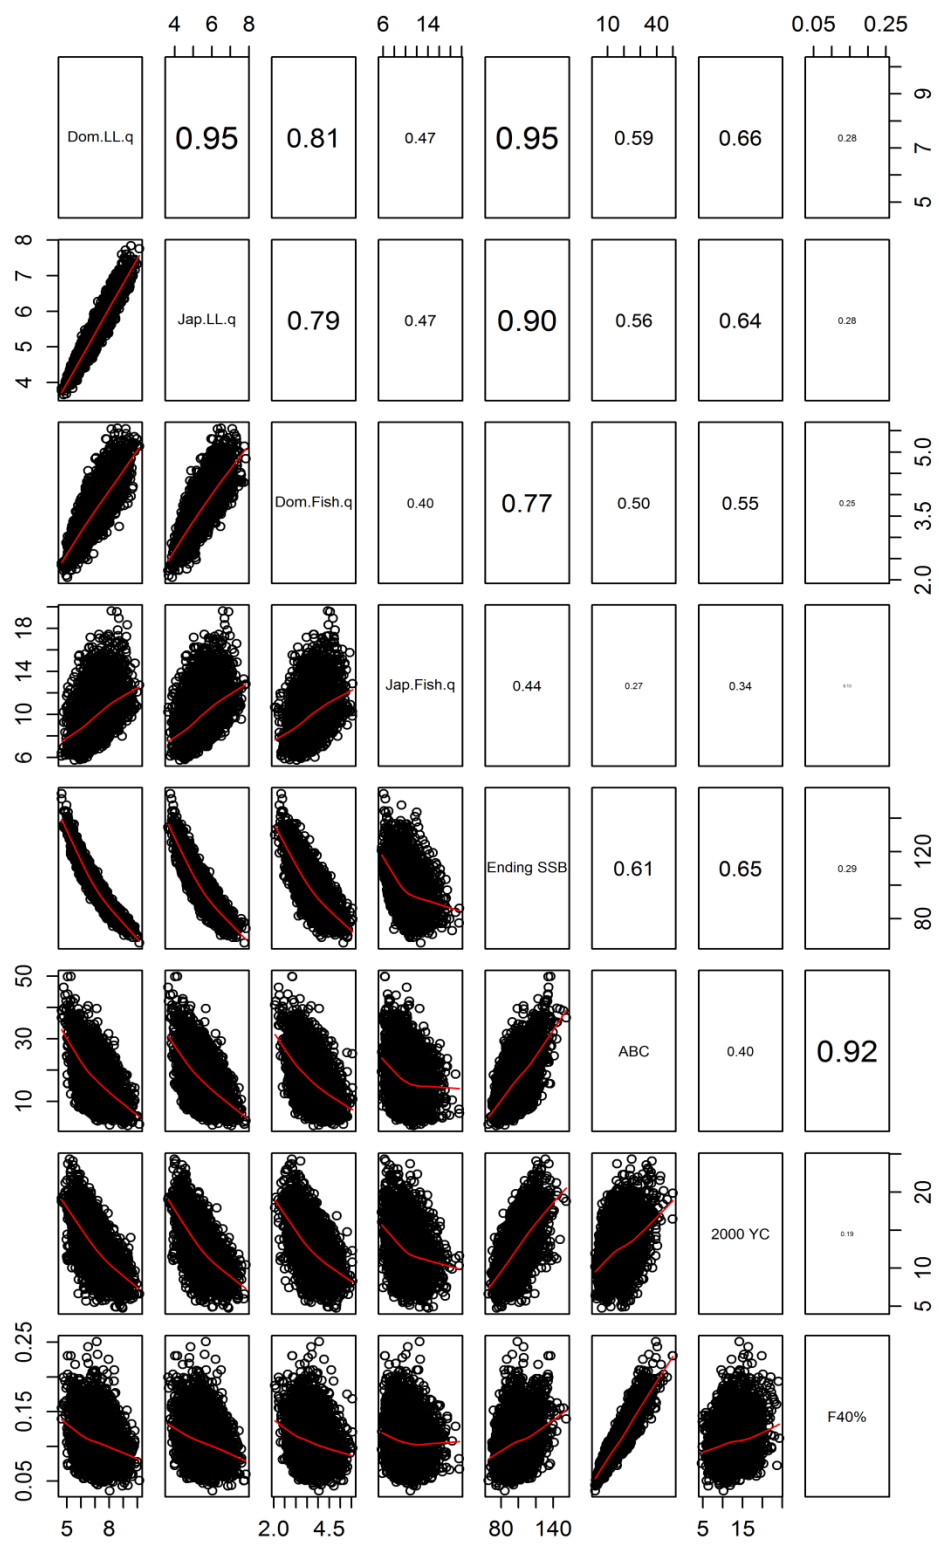 4 6 8 6 14 10 40 0.05 0.25
Dom.LL.q 0.95 0.81 0.47 0.95 0.59 0.66 0.28
5 7 9
4 5 6 7 8
Jap.LL.q 0.79 0.47 0.90 0.56 0.64 0.28
Dom.Fish.q 0.40 0.77 0.50 0.55 0.25
2.0 3.5 5.0
6 10 14 18
Jap.Fish.q 0.44 0.27 0.34
Ending SSB 0.61 0.65 0.29
80 120
10 30 50
ABC 0.40 0.92
2000 YC 0.19
5 10 20
0.05 0.15 0.25
F40%
5 8 2.0 4.5 80 140 5 15